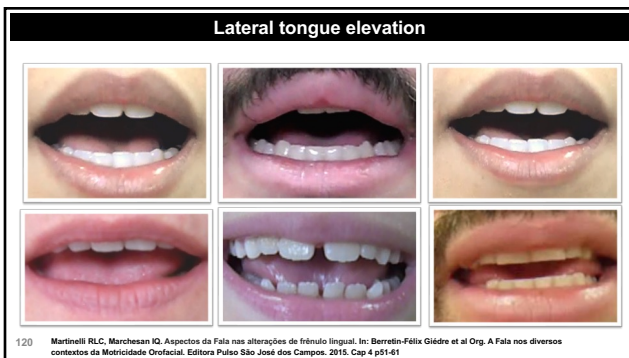 Lateral tongue elevation
120 Martinelli RLC, Marchesan IQ. Aspectos da Fala nas alterações de frênulo lingual. In: Berretin-Félix Giédre et al Org. A Fala nos diversos
contextos da Motricidade Orofacial. Editora Pulso São José dos Campos. 2015. Cap 4 p51-61